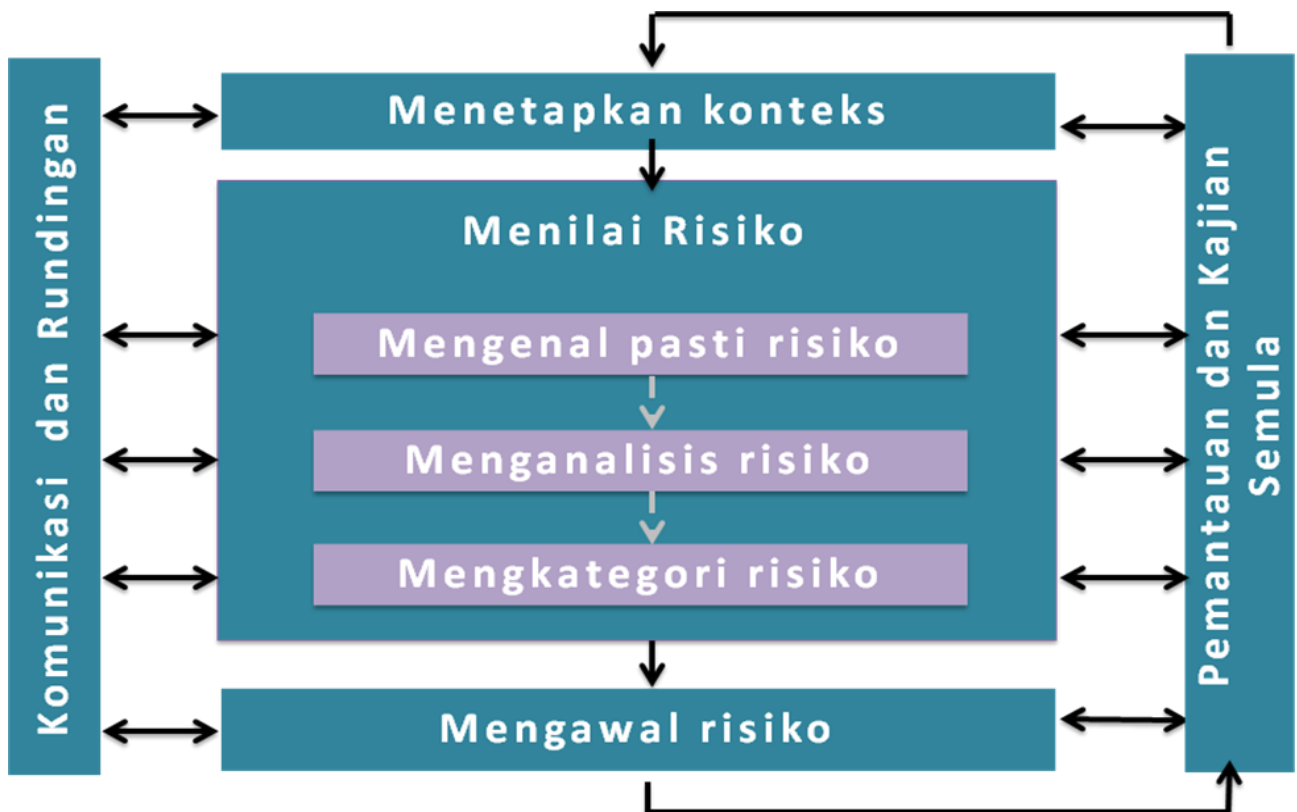 Komunikasi dan Rundingan
Menetapkan konteks
Menilai Risiko
Mengenal pasti risiko
Menganalisis risiko
Mengkategori risiko
Mengawal risiko
Pemantauan dan Kajian
Semula